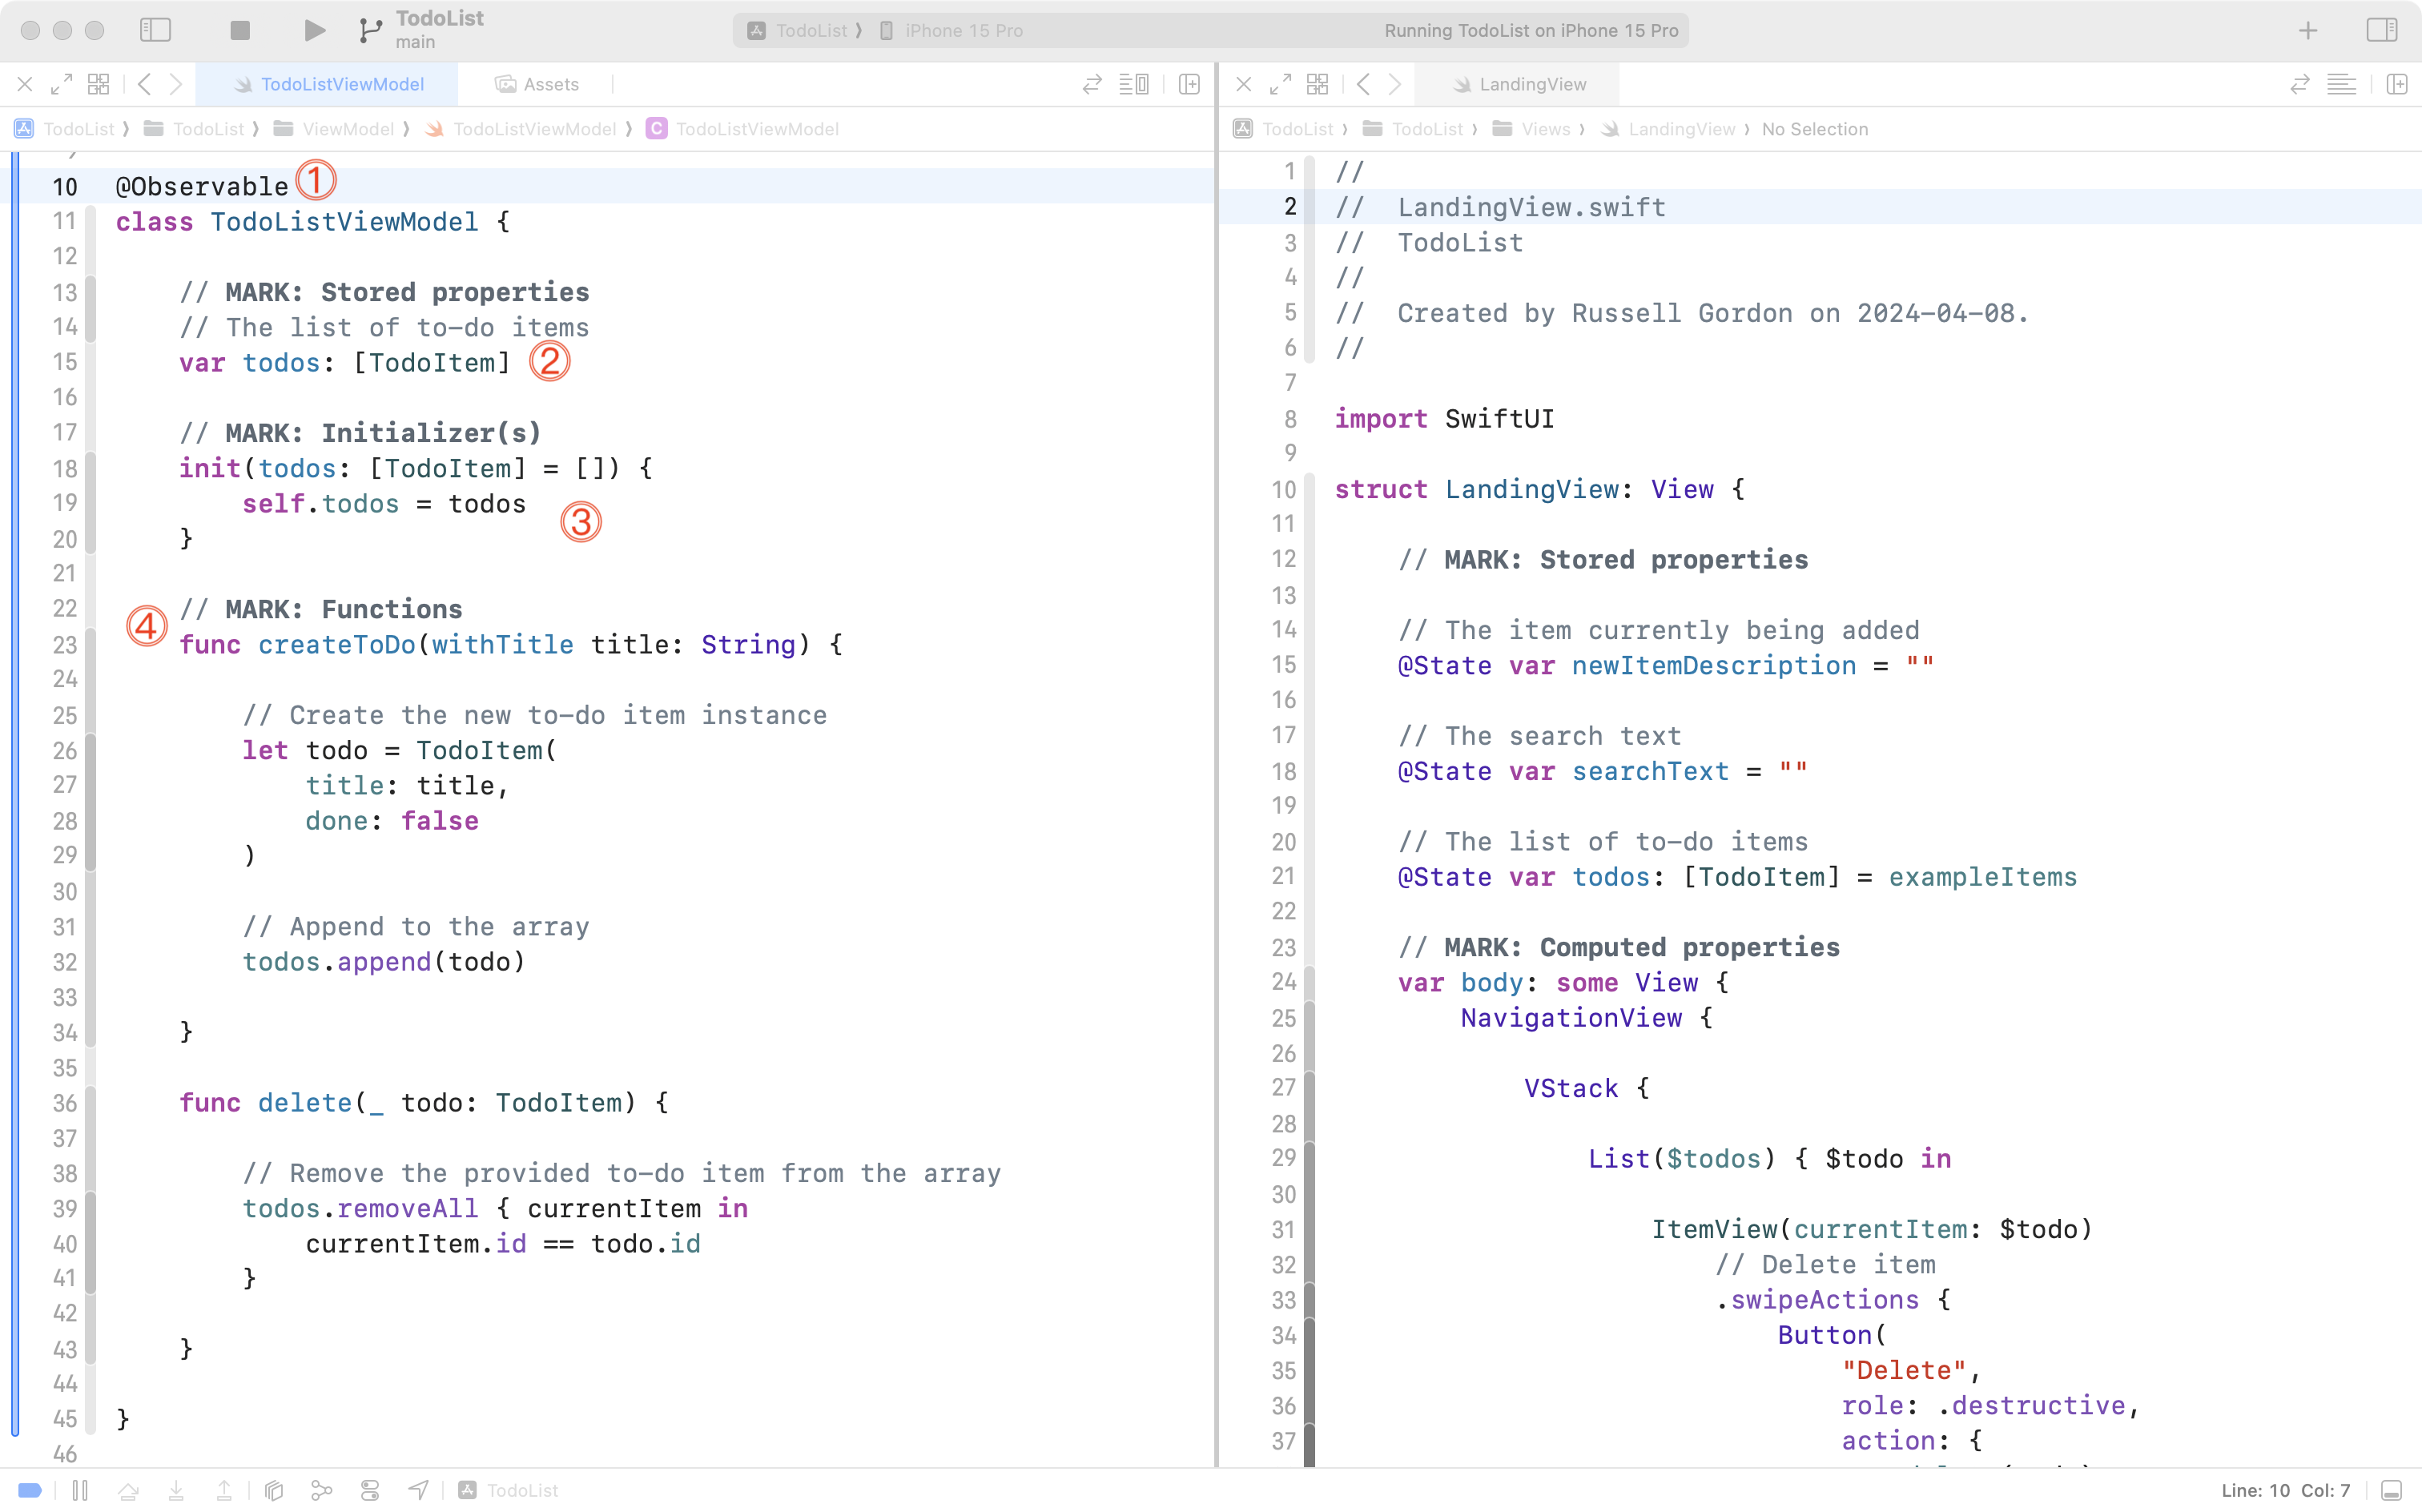 TodoList
main
TodoList ⟩ iPhone 15 Pro
Running TodoList on iPhone 15 Pro
TodoListViewModel
Assets
TodoList ⟩ TodoList ⟩ ViewModel ⟩ TodoListViewModel ⟩ C TodoListViewModel
10 @Observable ①
11 class TodoListViewModel {
12
13     // MARK: Stored properties
14     // The list of to-do items
15     var todos: [TodoItem] ②
16
17     // MARK: Initializer(s)
18     init(todos: [TodoItem] = []) {
19         self.todos = todos
③
20     }
21
22     // MARK: Functions
④
23     func createToDo(withTitle title: String) {
24
25         // Create the new to-do item instance
26         let todo = TodoItem(
27             title: title,
28             done: false
29         )
30
31         // Append to the array
32         todos.append(todo)
33
34     }
35
36     func delete(_ todo: TodoItem) {
37
38         // Remove the provided to-do item from the array
39         todos.removeAll { currentItem in
40             currentItem.id == todo.id
41         }
42
43     }
44
45 }
46
LandingView
TodoList ⟩ TodoList ⟩ Views ⟩ LandingView ⟩ No Selection
1 //
2 //  LandingView.swift
3 //  TodoList
4 //
5 //  Created by Russell Gordon on 2024-04-08.
6 //
7
8 import SwiftUI
9
10 struct LandingView: View {
11
12     // MARK: Stored properties
13
14     // The item currently being added
15     @State var newItemDescription = ""
16
17     // The search text
18     @State var searchText = ""
19
20     // The list of to-do items
21     @State var todos: [TodoItem] = exampleItems
22
23     // MARK: Computed properties
24     var body: some View {
25         NavigationView {
26
27             VStack {
28
29                 List($todos) { $todo in
30
31                     ItemView(currentItem: $todo)
32                         // Delete item
33                         .swipeActions {
34                             Button(
35                                 "Delete",
36                                 role: .destructive,
37                                 action: {
TodoList
Line: 10 Col: 7